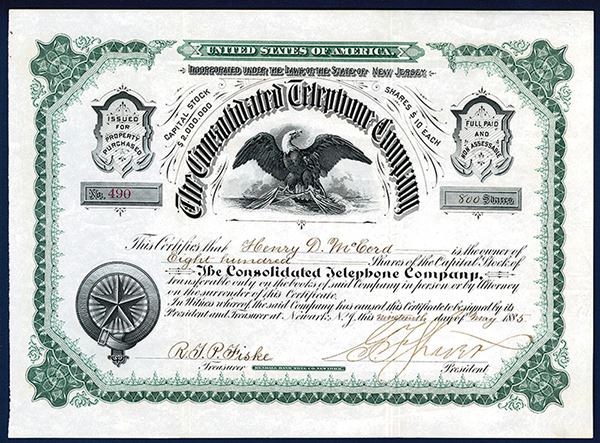 UNITED STATES OF AMERICA.
INCORPORATED UNDER THE LAWS OF THE STATE OF NEW JERSEY
CAPITAL STOCK
$2,000,000
The Consolidated Telephone Company
SHARES $10 EACH
ISSUED
FOR
PROPERTY
PURCHASED
FULL PAID
AND
NON ASSESSABLE
No. 490
800 Shares
This Certifies that Henry D. McCord is the owner of
Eight hundred Shares of the Capital Stock of
The Consolidated Telephone Company,
transferable only on the books of said Company in person or by Attorney
on the surrender of this Certificate.
In Witness whereof the said Company has caused this Certificate to be signed by its
President and Treasurer at Newark, N.J. this day of May 1885
Fiske
Treasurer
President